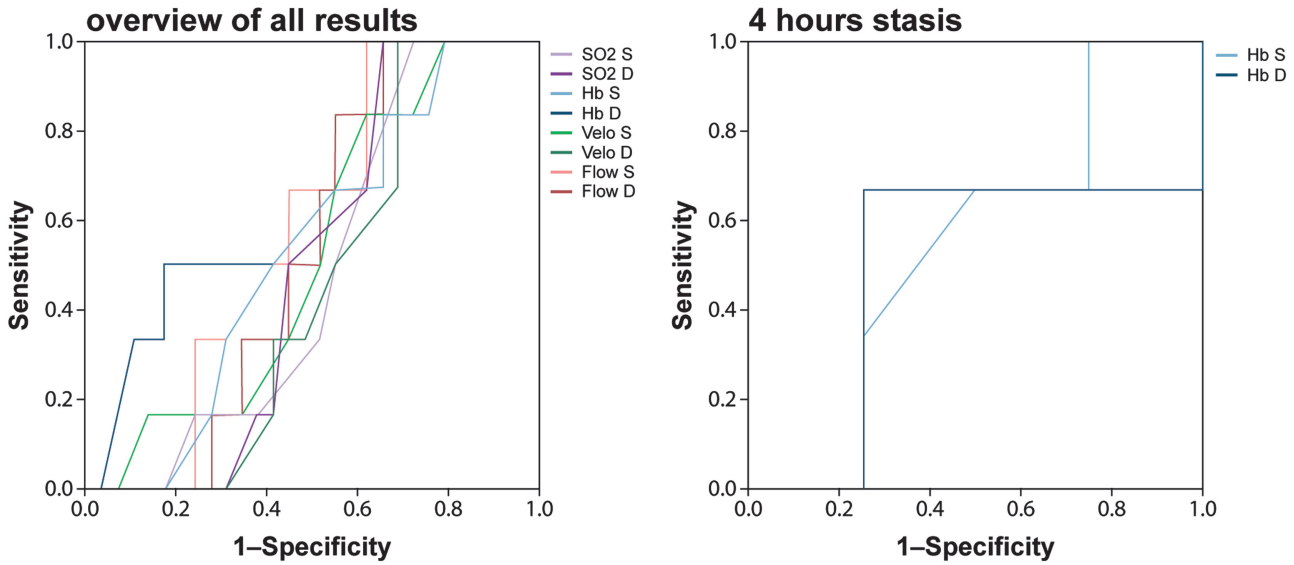 overview of all results
1.0
0.8
0.6
0.4
0.2
0.0
Sensitivity
0.0 0.2 0.4 0.6 0.8 1.0
1–Specificity
SO2 S
SO2 D
Hb S
Hb D
Velo S
Velo D
Flow S
Flow D
4 hours stasis
1.0
0.8
0.6
0.4
0.2
0.0
Sensitivity
0.0 0.2 0.4 0.6 0.8 1.0
1–Specificity
Hb S
Hb D